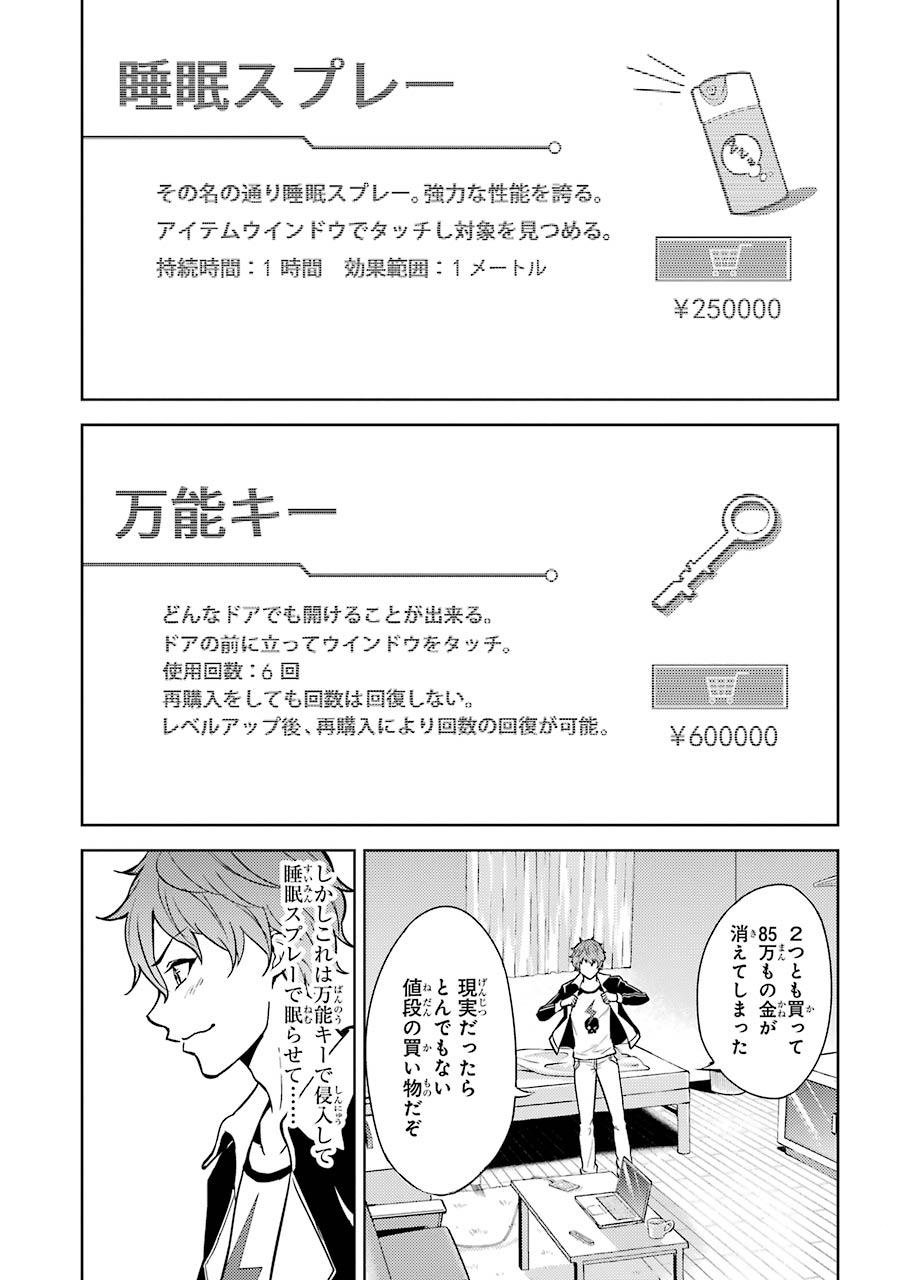 睡眠スプレー
その名の通り睡眠スプレー。強力な性能を誇る。
アイテムウインドウでタッチし対象を見つめる。
持続時間：1時間　効果範囲：1メートル
￥250000
万能キー
どんなドアでも開けることが出来る。
ドアの前に立ってウインドウをタッチ。
使用回数：6回
再購入をしても回数は回復しない。
レベルアップ後、再購入により回数の回復が可能。
￥600000
２つとも買って
85万もの金が
消えてしまった
現実だったら
とんでもない
値段の買い物だぞ
しかしこれは万能キーで侵入して
睡眠スプレーで眠らせて……